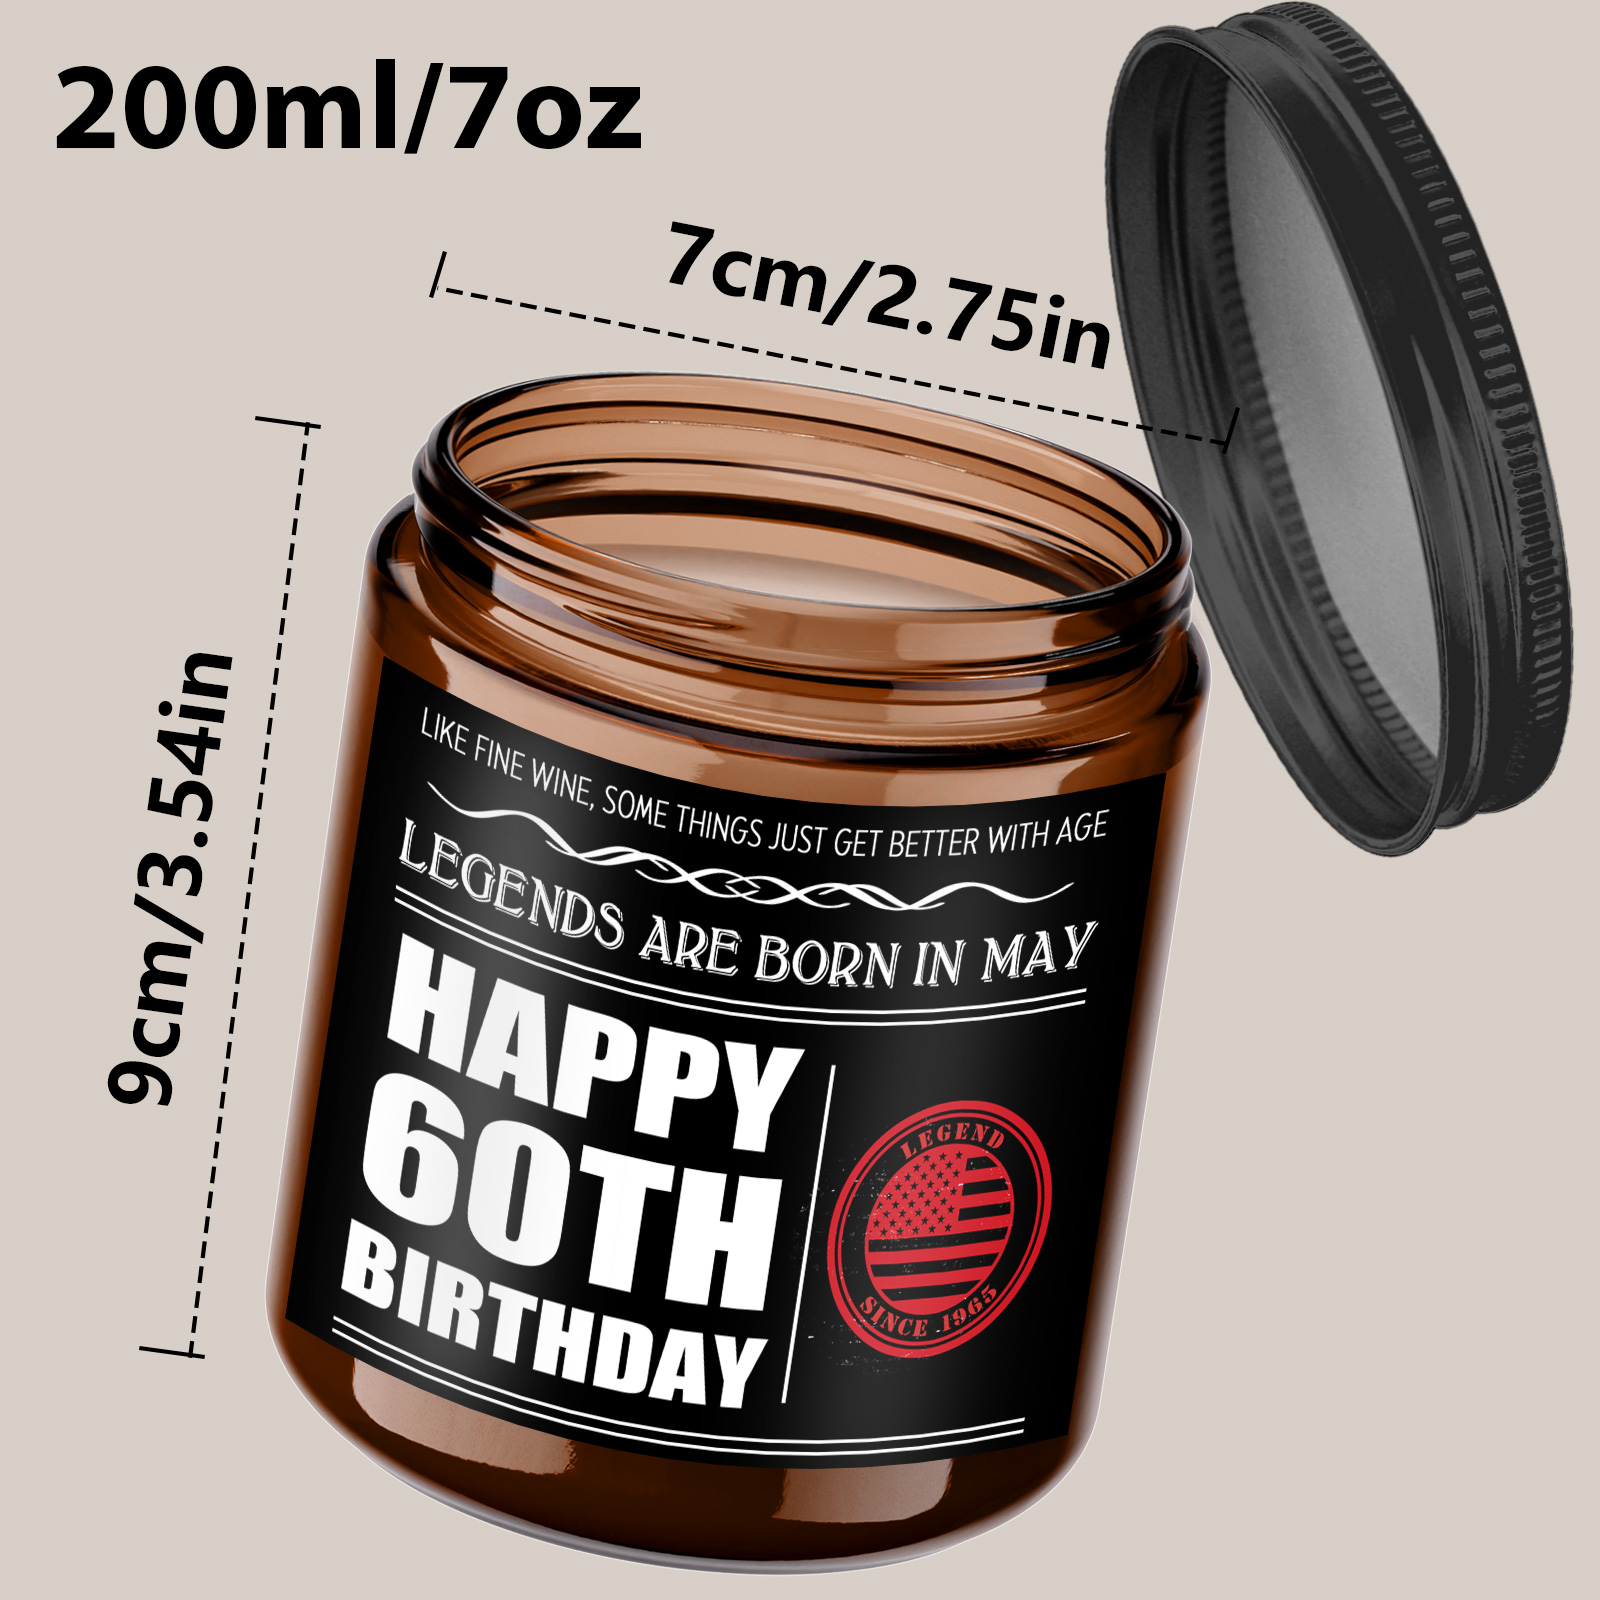 200ml/7oz
7cm/2.75in
9cm/3.54in
LIKE FINE WINE, SOME THINGS JUST GET BETTER WITH AGE
LEGENDS ARE BORN IN MAY
HAPPY
60TH
BIRTHDAY
LEGEND
SINCE 1965